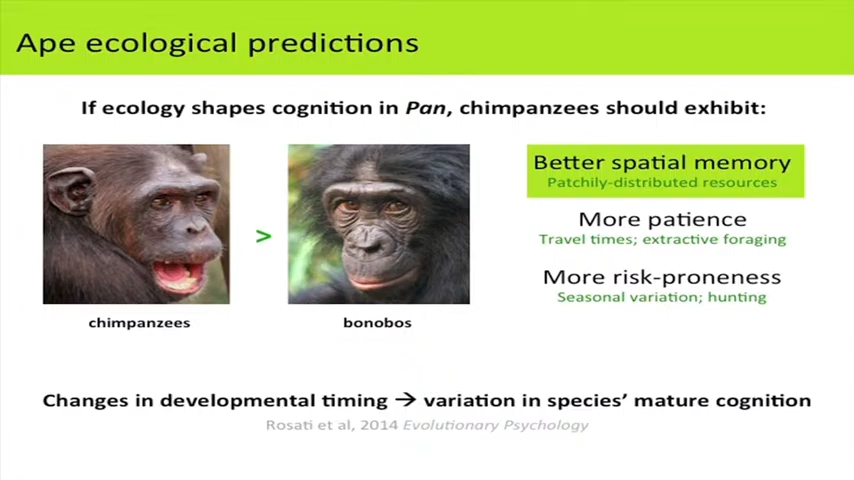 Ape ecological predictions
If ecology shapes cognition in Pan, chimpanzees should exhibit:
Better spatial memory
Patchily-distributed resources
More patience
Travel times; extractive foraging
More risk-proneness
Seasonal variation; hunting
>
chimpanzees
bonobos
Changes in developmental timing → variation in species' mature cognition
Rosati et al, 2014 Evolutionary Psychology